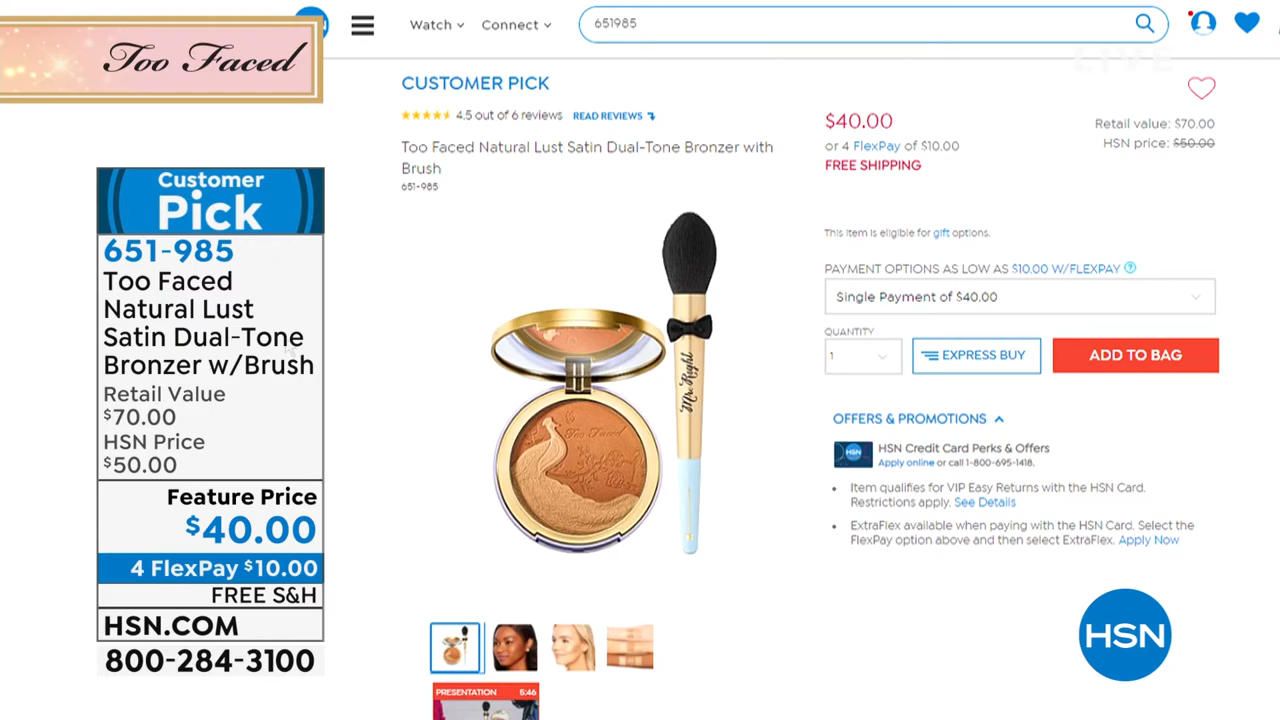 Too Faced
Watch
Connect
651985
LIVE
Customer
Pick
651-985
Too Faced
Natural Lust
Satin Dual-Tone
Bronzer w/Brush
Retail Value
$70.00
HSN Price
$50.00
Feature Price
$40.00
4 FlexPay $10.00
FREE S&H
HSN.COM
800-284-3100
CUSTOMER PICK
4.5 out of 6 reviews READ REVIEWS
Too Faced Natural Lust Satin Dual-Tone Bronzer with
Brush
651-985
Too Faced
Mr. Right
PRESENTATION 5:46
$40.00
or 4 FlexPay of $10.00
FREE SHIPPING
Retail value: $70.00
HSN price: $50.00
This item is eligible for gift options.
PAYMENT OPTIONS AS LOW AS $10.00 W/FLEXPAY ?
Single Payment of $40.00
QUANTITY
1
EXPRESS BUY
ADD TO BAG
OFFERS & PROMOTIONS
HSN
HSN Credit Card Perks & Offers
Apply online or call 1-800-695-1418.
• Item qualifies for VIP Easy Returns with the HSN Card.
Restrictions apply. See Details
• ExtraFlex available when paying with the HSN Card. Select the
FlexPay option above and then select ExtraFlex. Apply Now
HSN